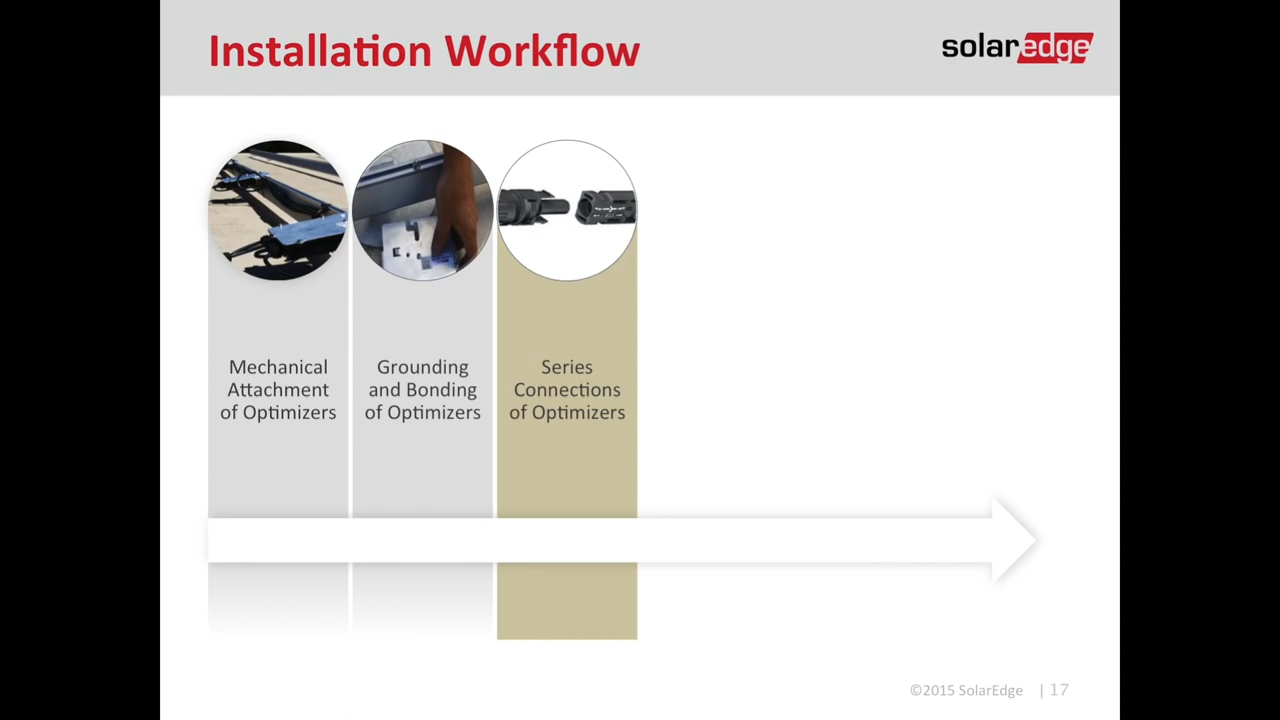 Installation Workflow
solaredge
Mechanical
Attachment
of Optimizers
Grounding
and Bonding
of Optimizers
Series
Connections
of Optimizers
©2015 SolarEdge | 17